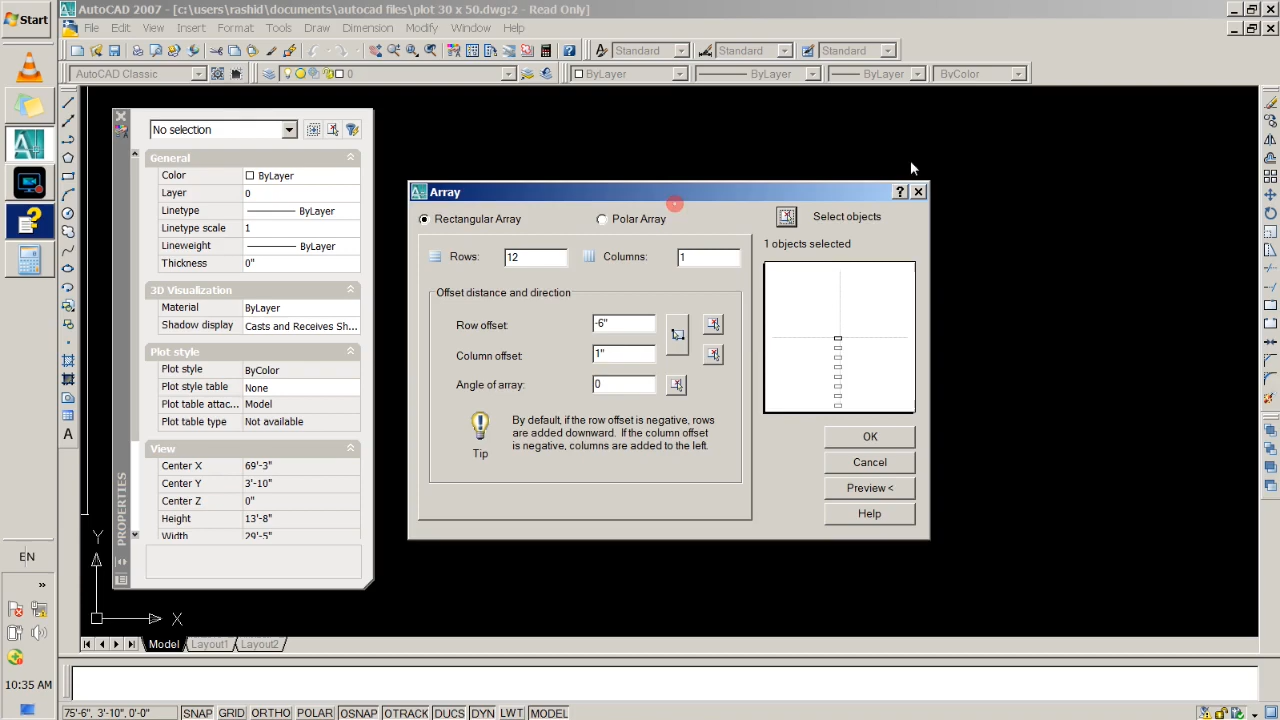 Start
AutoCAD 2007 - [c:\users\rashid\documents\autocad files\plot 30 x 50.dwg:2 - Read Only]
File Edit View Insert Format Tools Draw Dimension Modify Window Help
Standard Standard Standard
AutoCAD Classic 0 ByLayer ByLayer ByLayer ByColor
No selection
General
Color ByLayer
Layer 0
Linetype ByLayer
Linetype scale 1
Lineweight ByLayer
Thickness 0"
3D Visualization
Material ByLayer
Shadow display Casts and Receives Sh...
Plot style
Plot style ByColor
Plot style table None
Plot table attac... Model
Plot table type Not available
View
Center X 69'-3"
Center Y 3'-10"
Center Z 0"
Height 13'-8"
Width 29'-5"
PROPERTIES
Array
Rectangular Array Polar Array Select objects
1 objects selected
Rows: 12 Columns: 1
Offset distance and direction
Row offset: -6"
Column offset: 1"
Angle of array: 0
By default, if the row offset is negative, rows
are added downward. If the column offset
is negative, columns are added to the left.
Tip
OK
Cancel
Preview <
Help
Y
X
Model Layout1 Layout2
EN
10:35 AM
75'-6", 3'-10", 0'-0" SNAP GRID ORTHO POLAR OSNAP OTRACK DUCS DYN LWT MODEL